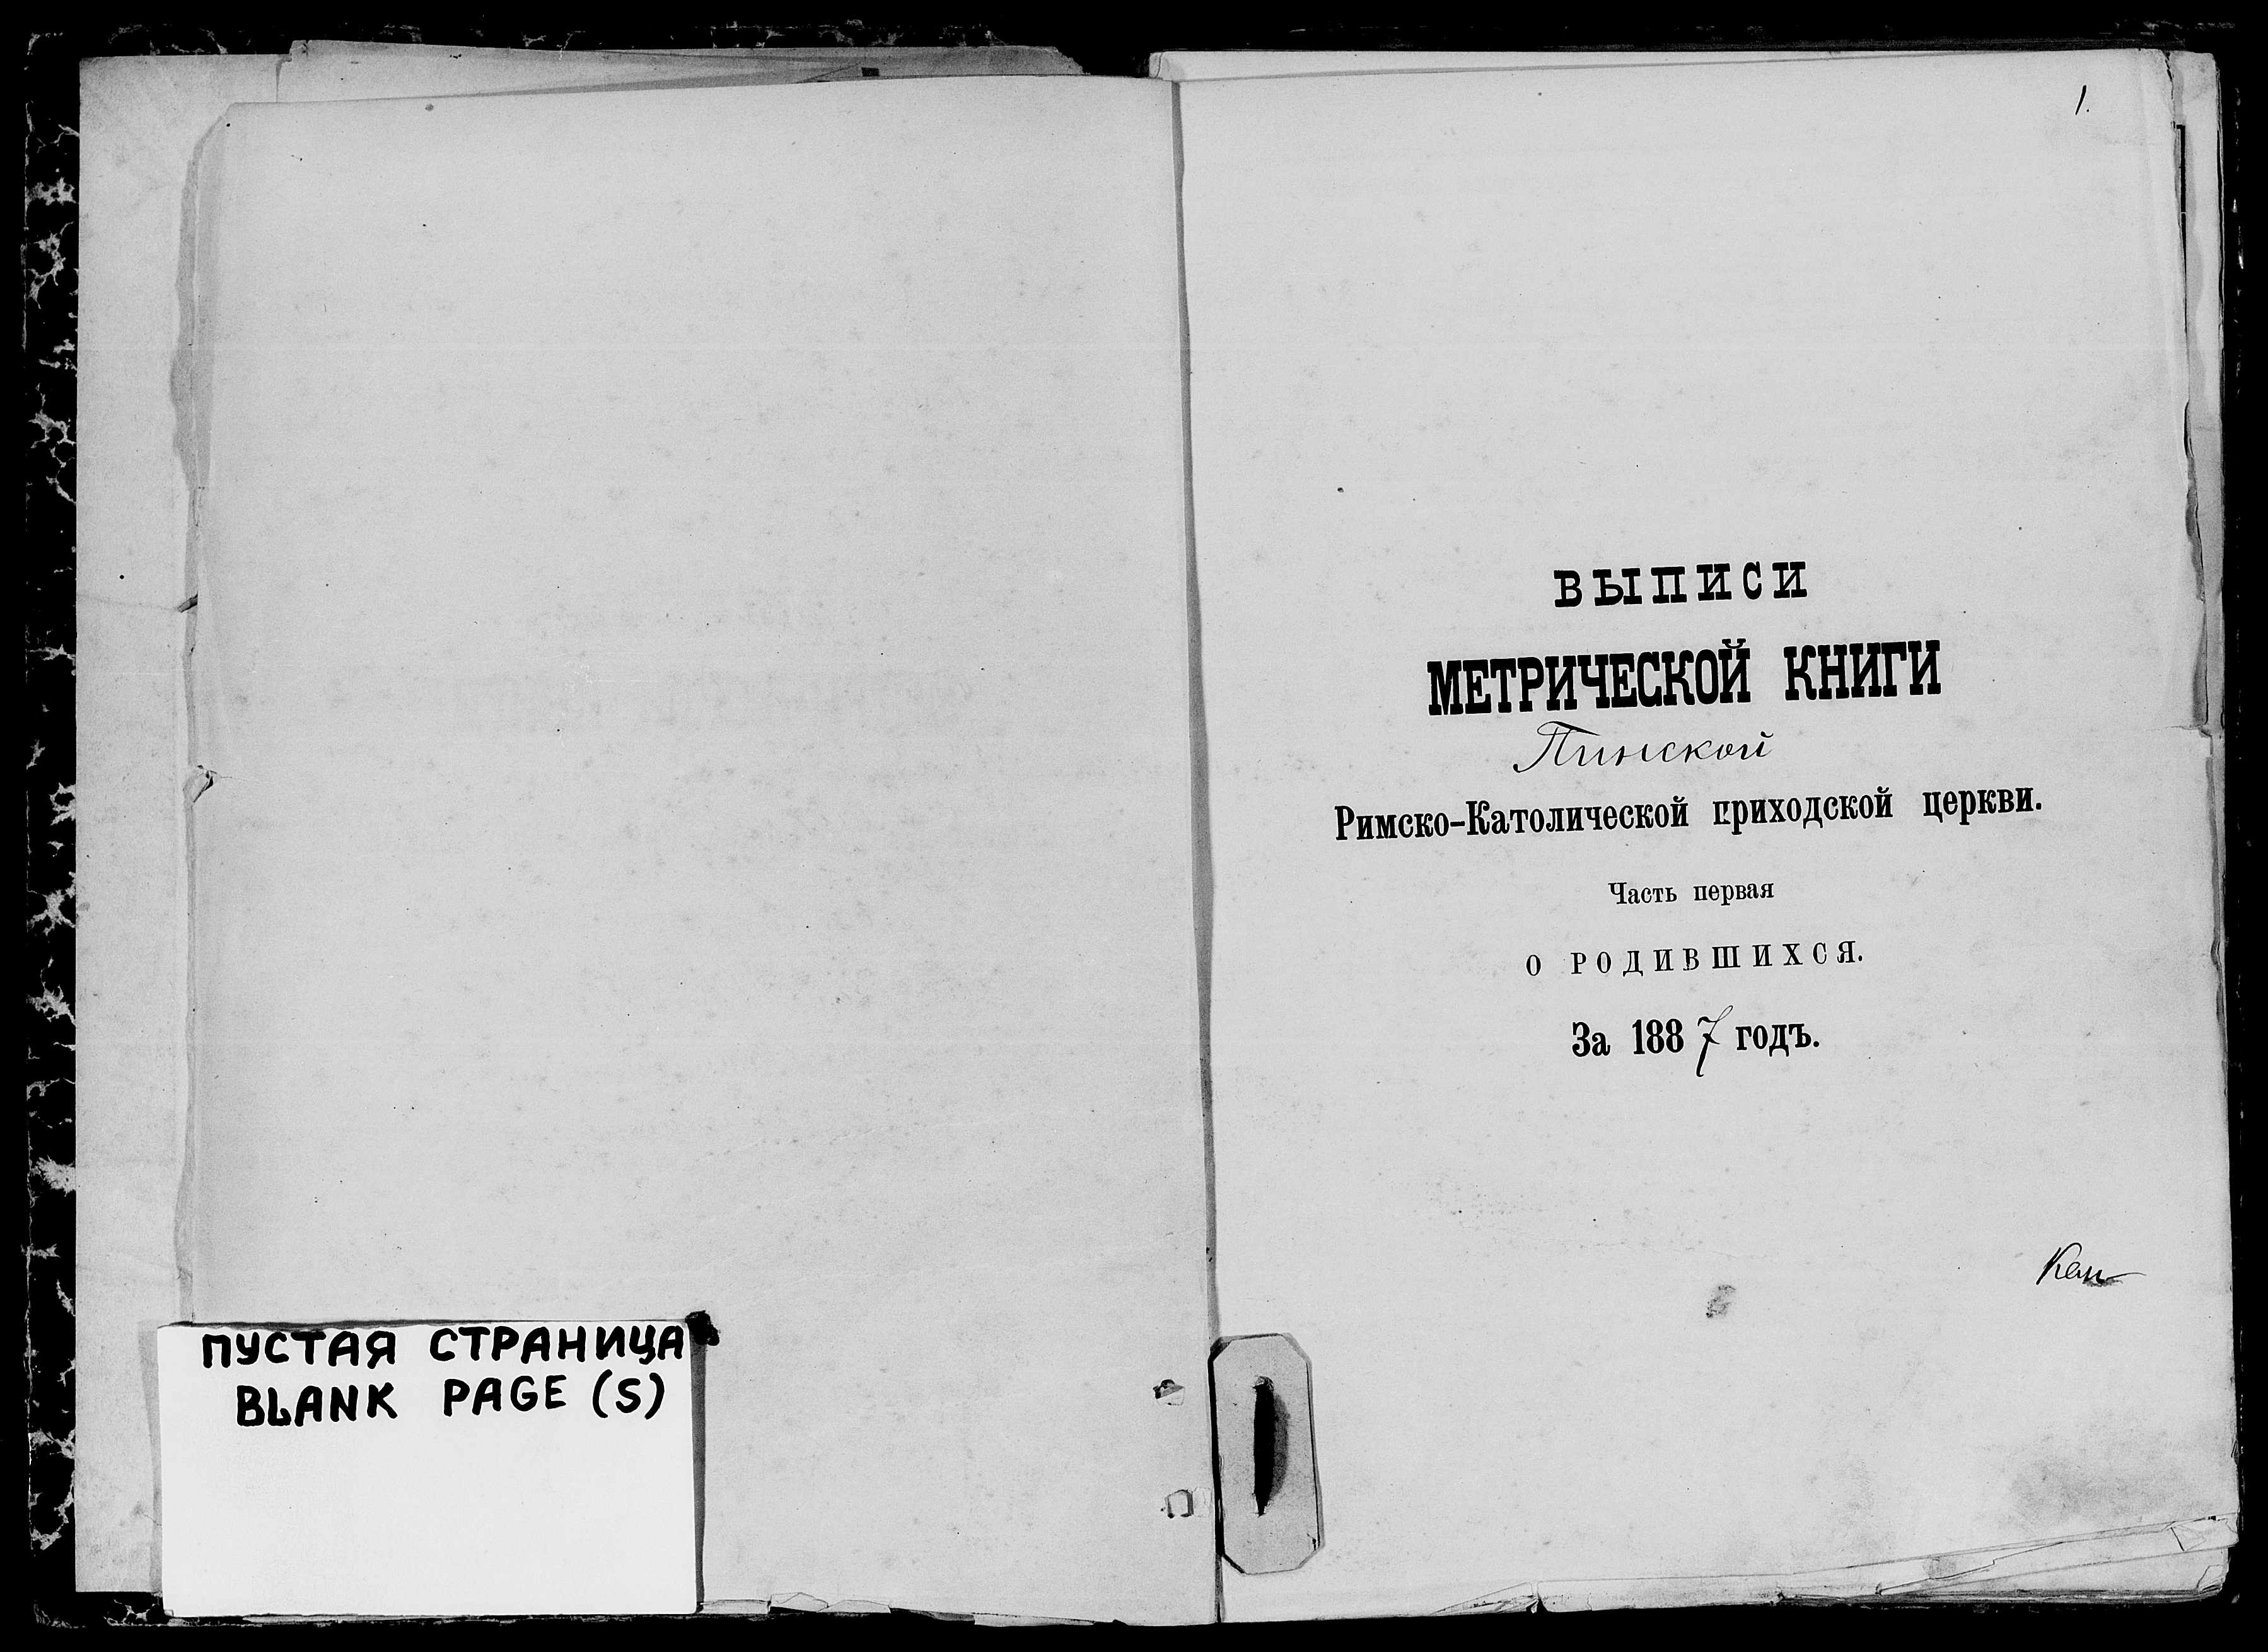 ПУСТАЯ СТРАНИЦА
BLANK PAGE (S)
1.
ВЫПИСИ
МЕТРИЧЕСКОЙ КНИГИ
Пинской
Римско-Католической приходской церкви.
Часть первая
О РОДИВШИХСЯ.
За 1887 годъ.